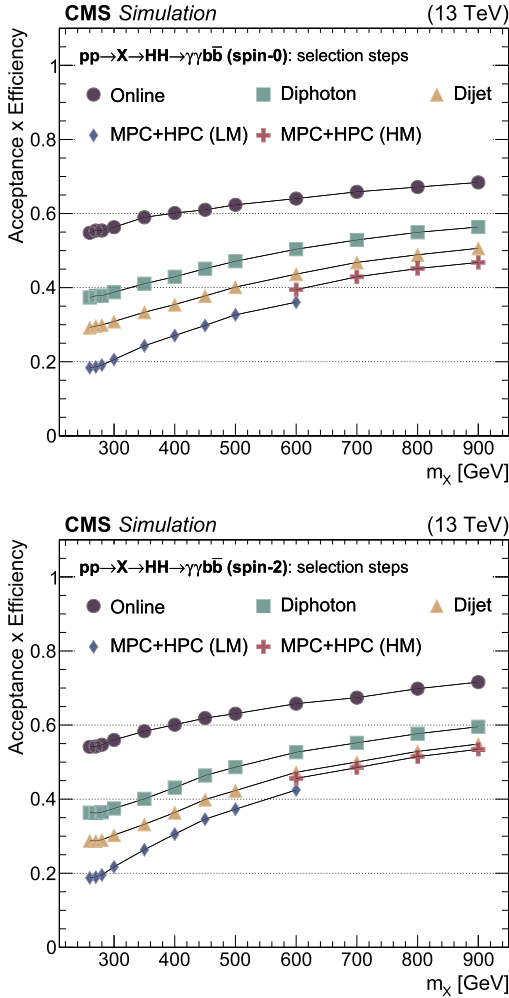 CMS Simulation (13 TeV)
pp→X→HH→γγbb̅ (spin-0): selection steps
Online Diphoton Dijet
MPC+HPC (LM) MPC+HPC (HM)
Acceptance x Efficiency
1
0.8
0.6
0.4
0.2
0
300 400 500 600 700 800 900
m_X [GeV]
CMS Simulation (13 TeV)
pp→X→HH→γγbb̅ (spin-2): selection steps
Online Diphoton Dijet
MPC+HPC (LM) MPC+HPC (HM)
Acceptance x Efficiency
1
0.8
0.6
0.4
0.2
0
300 400 500 600 700 800 900
m_X [GeV]